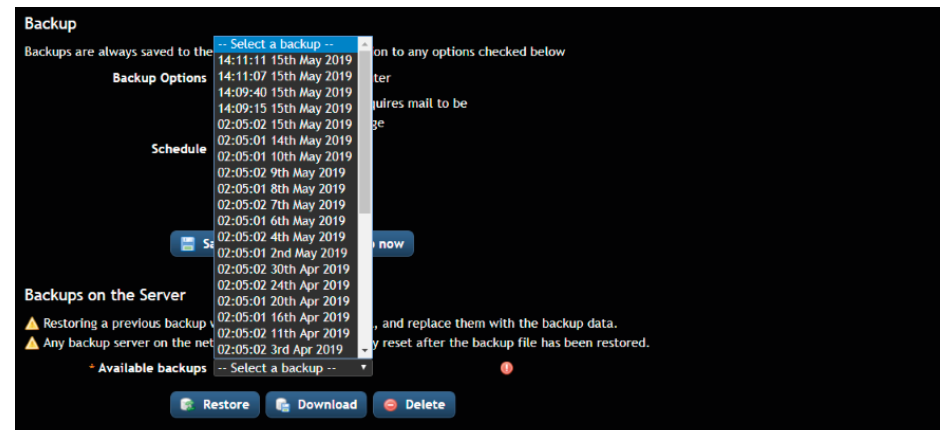 Backup
Backups are always saved to the
on to any options checked below
Backup Options
Schedule
-- Select a backup --
14:11:11 15th May 2019
14:11:07 15th May 2019
14:09:40 15th May 2019
14:09:15 15th May 2019
02:05:02 15th May 2019
02:05:01 14th May 2019
02:05:01 10th May 2019
02:05:02 9th May 2019
02:05:01 8th May 2019
02:05:02 7th May 2019
02:05:01 6th May 2019
02:05:02 4th May 2019
02:05:01 2nd May 2019
02:05:02 30th Apr 2019
02:05:02 24th Apr 2019
02:05:01 20th Apr 2019
02:05:01 16th Apr 2019
02:05:02 11th Apr 2019
02:05:02 3rd Apr 2019
mail to be
now
Backups on the Server
Restoring a previous backup
, and replace them with the backup data.
Any backup server on the
reset after the backup file has been restored.
* Available backups
-- Select a backup --
Restore
Download
Delete